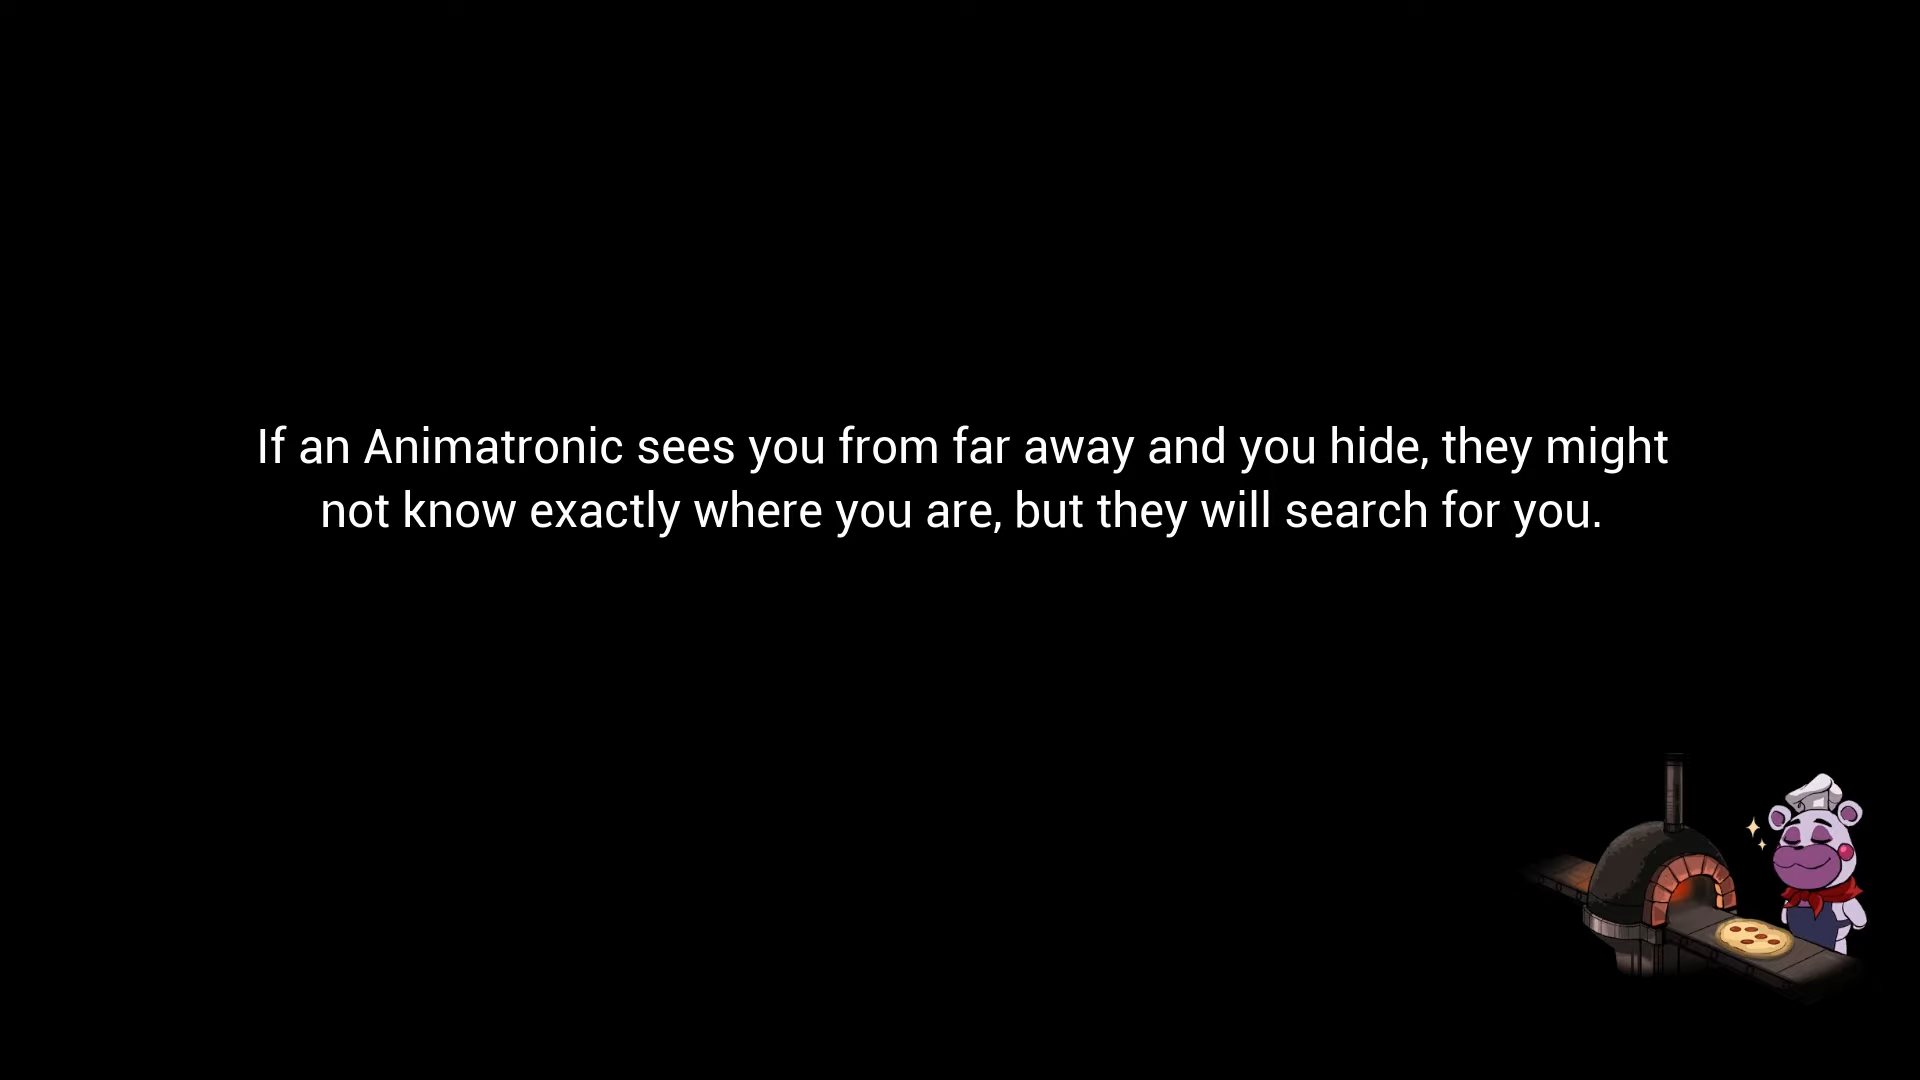 If an Animatronic sees you from far away and you hide, they might
not know exactly where you are, but they will search for you.